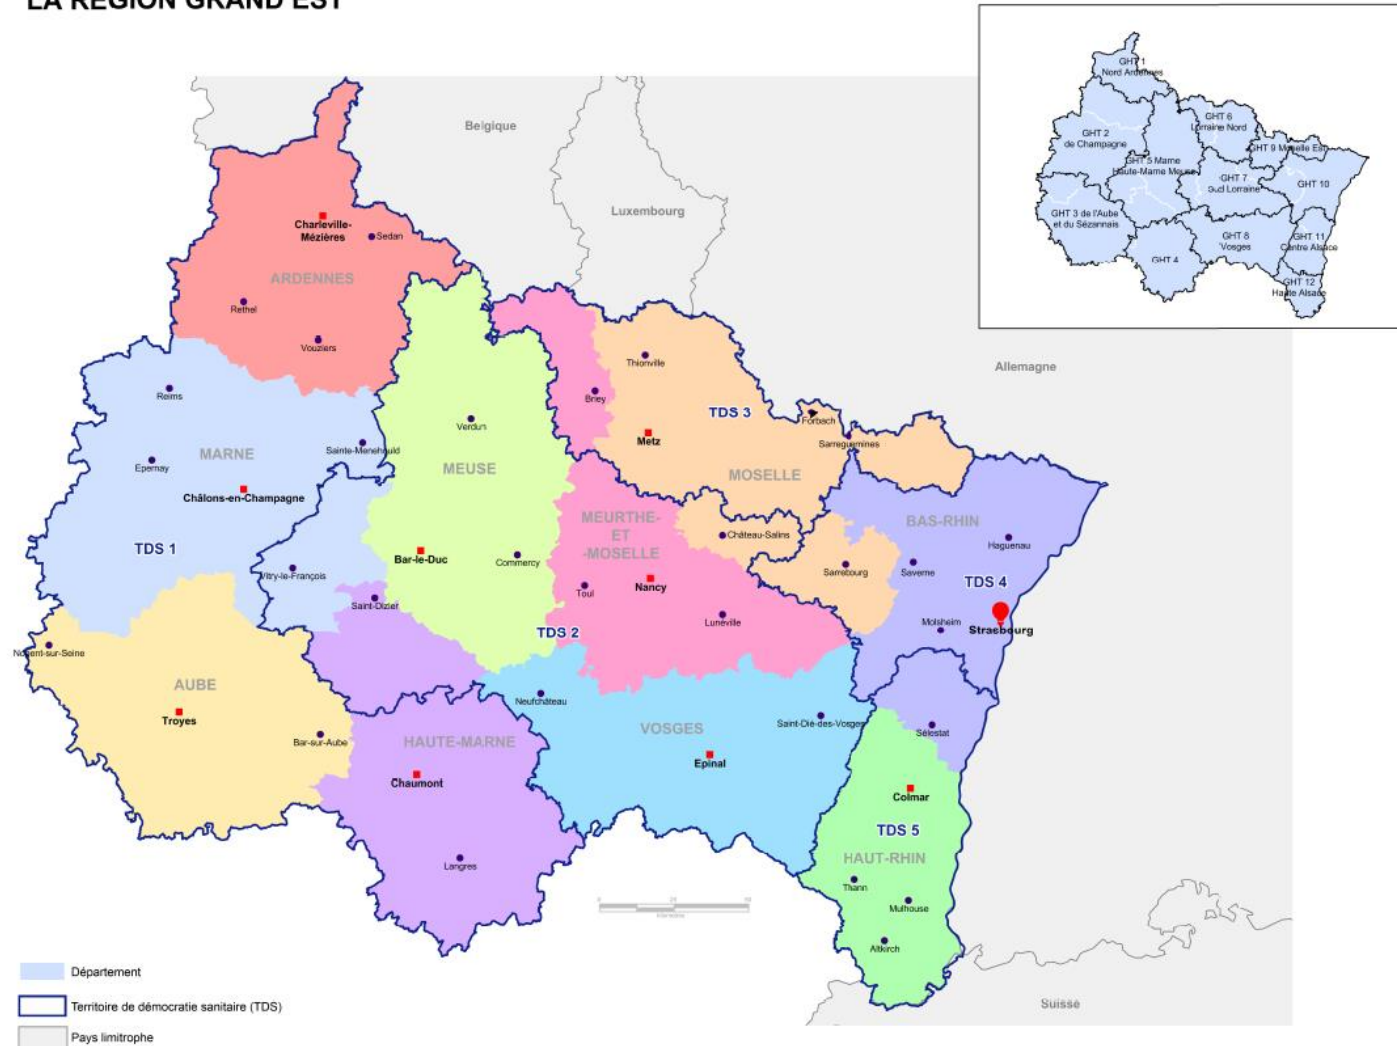 LA REGION GRAND EST
GHT 1
Nord Ardennes
GHT 6
Lorraine Nord
GHT 2
de Champagne
GHT 9 Moselle Est
GHT 5 Marne
Haute-Marne Meuse
GHT 7
Sud Lorraine
GHT 10
GHT 3 de l'Aube
et du Sézannais
GHT 8
Vosges
GHT 11
Centre Alsace
GHT 4
GHT 12
Haute Alsace
Belgique
Luxembourg
Allemagne
Charleville-
Mézières
Sedan
ARDENNES
Rethel
Vouziers
Thionville
Reims
Briey
TDS 3
Forbach
Verdun
Metz
Sarreguemines
MARNE
Sainte-Menehould
Epernay
MEUSE
MOSELLE
Châlons-en-Champagne
MEURTHE-
ET
-MOSELLE
BAS-RHIN
Château-Salins
Haguenau
TDS 1
Bar-le-Duc
Commercy
Vitry-le-François
Sarrebourg
Saverne
TDS 4
Nancy
Toul
Saint-Dizier
Lunéville
Molsheim
Strasbourg
TDS 2
Nogent-sur-Seine
AUBE
Neufchâteau
Troyes
Saint-Dié-des-Vosges
VOSGES
Sélestat
Bar-sur-Aube
HAUTE-MARNE
Epinal
Chaumont
Colmar
TDS 5
HAUT-RHIN
Langres
Thann
Mulhouse
Altkirch
Kilomètres
Suisse
Département
Territoire de démocratie sanitaire (TDS)
Pays limitrophe